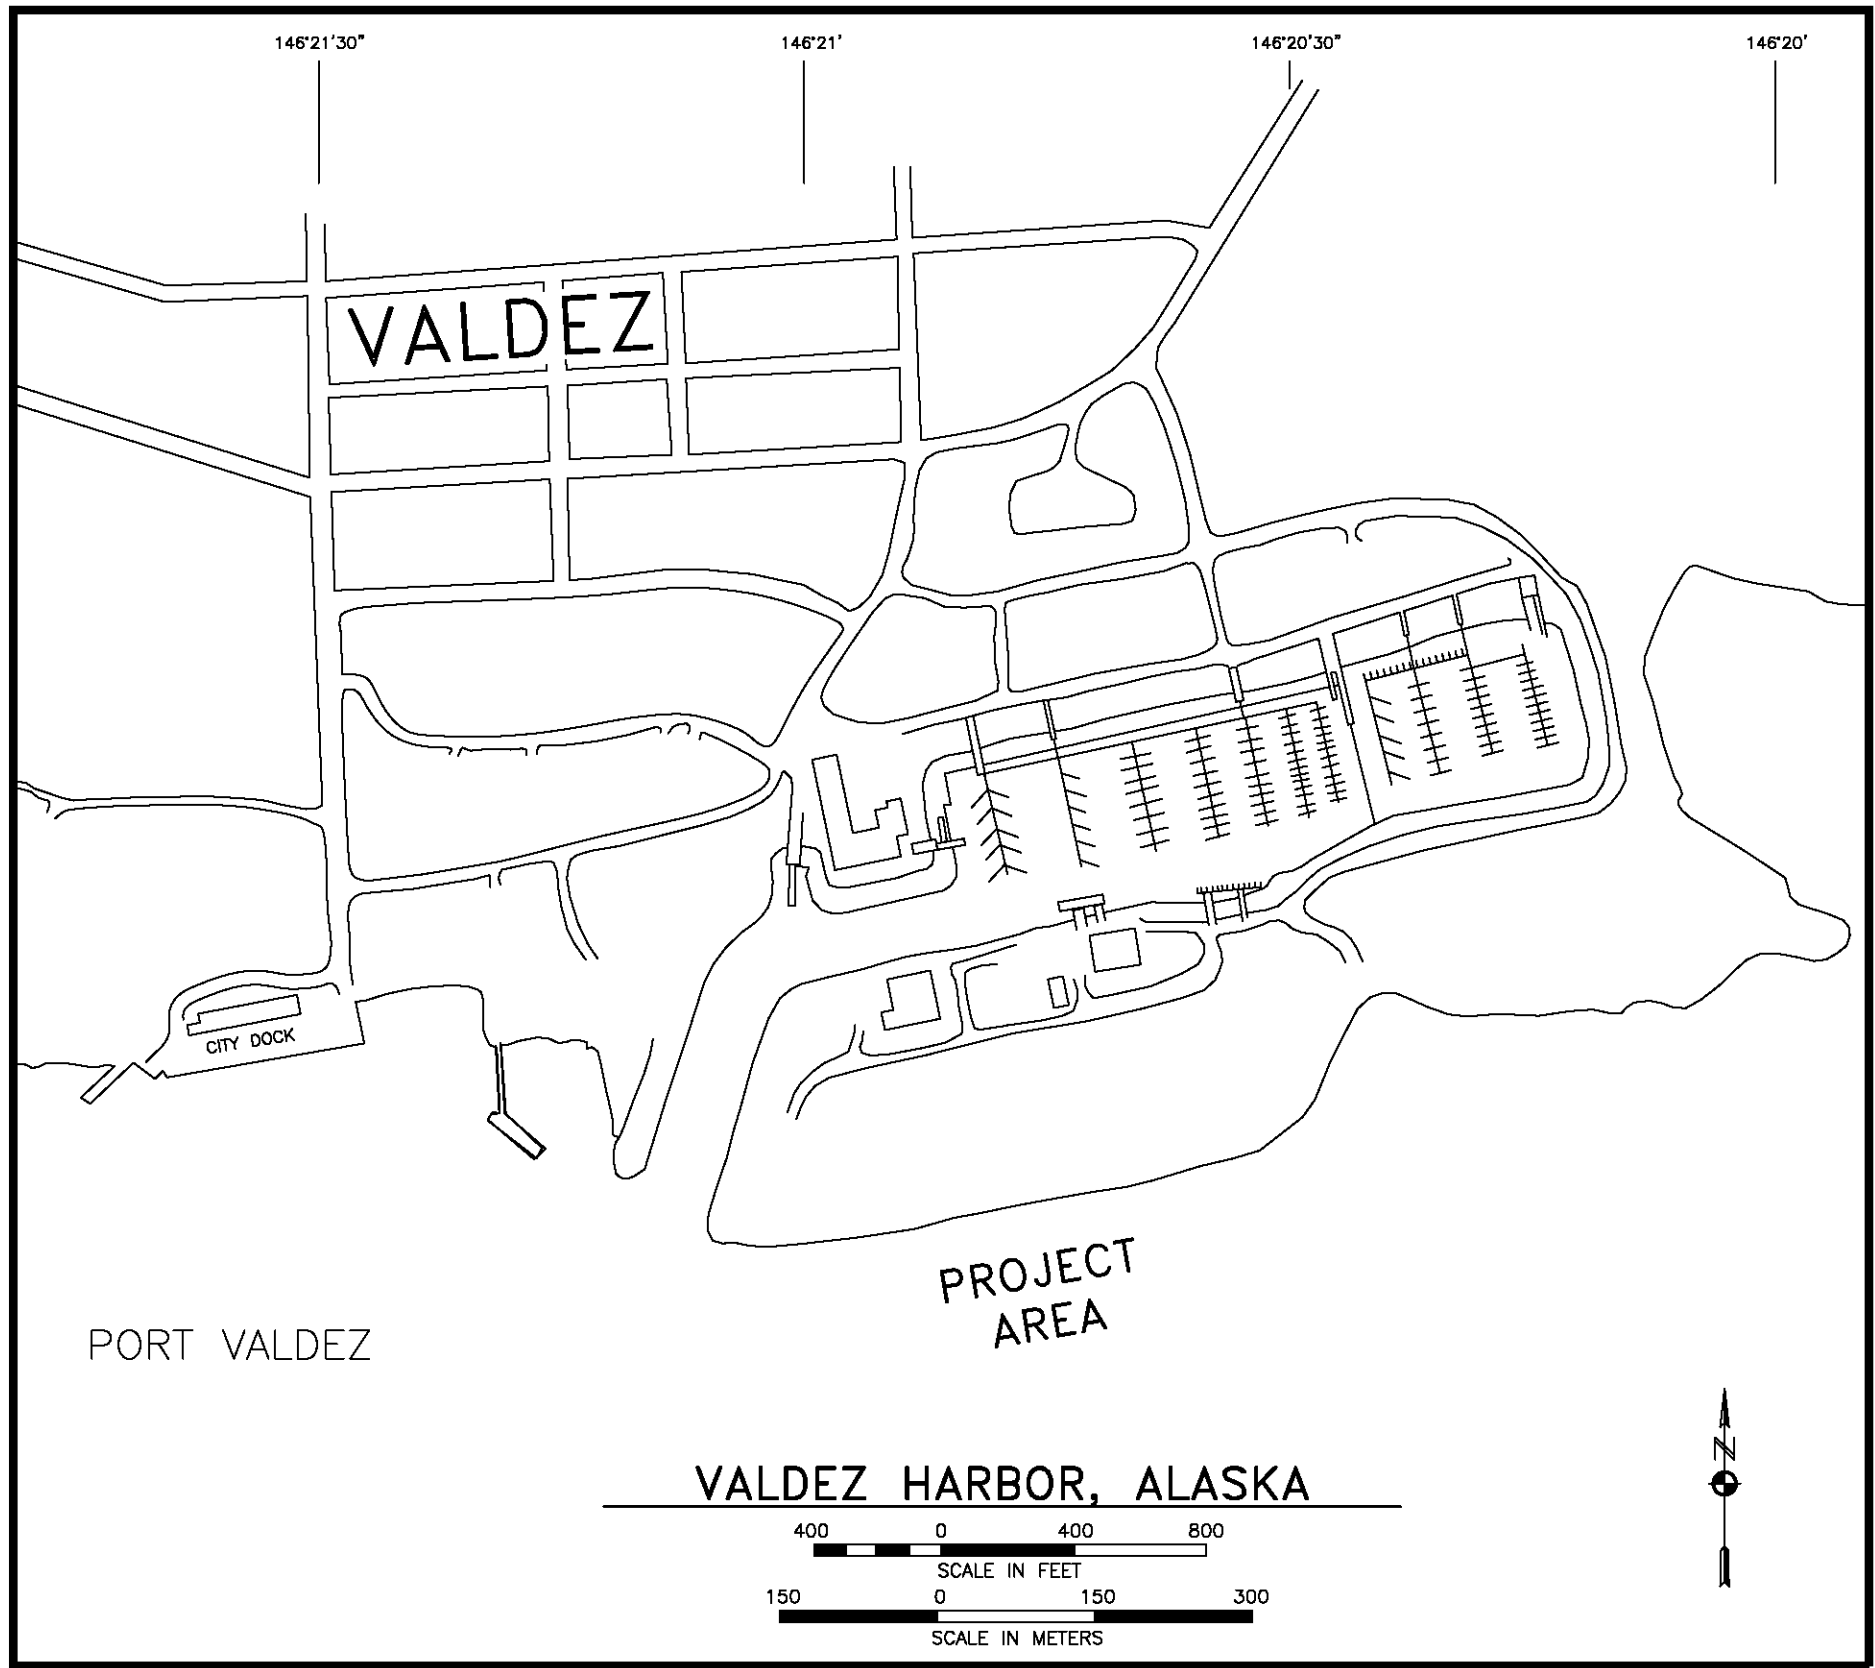 146°21'30" 146°21' 146°20'30" 146°20'
VALDEZ
CITY DOCK
PROJECT
AREA
PORT VALDEZ
N
VALDEZ HARBOR, ALASKA
400 0 400 800
SCALE IN FEET
150 0 150 300
SCALE IN METERS